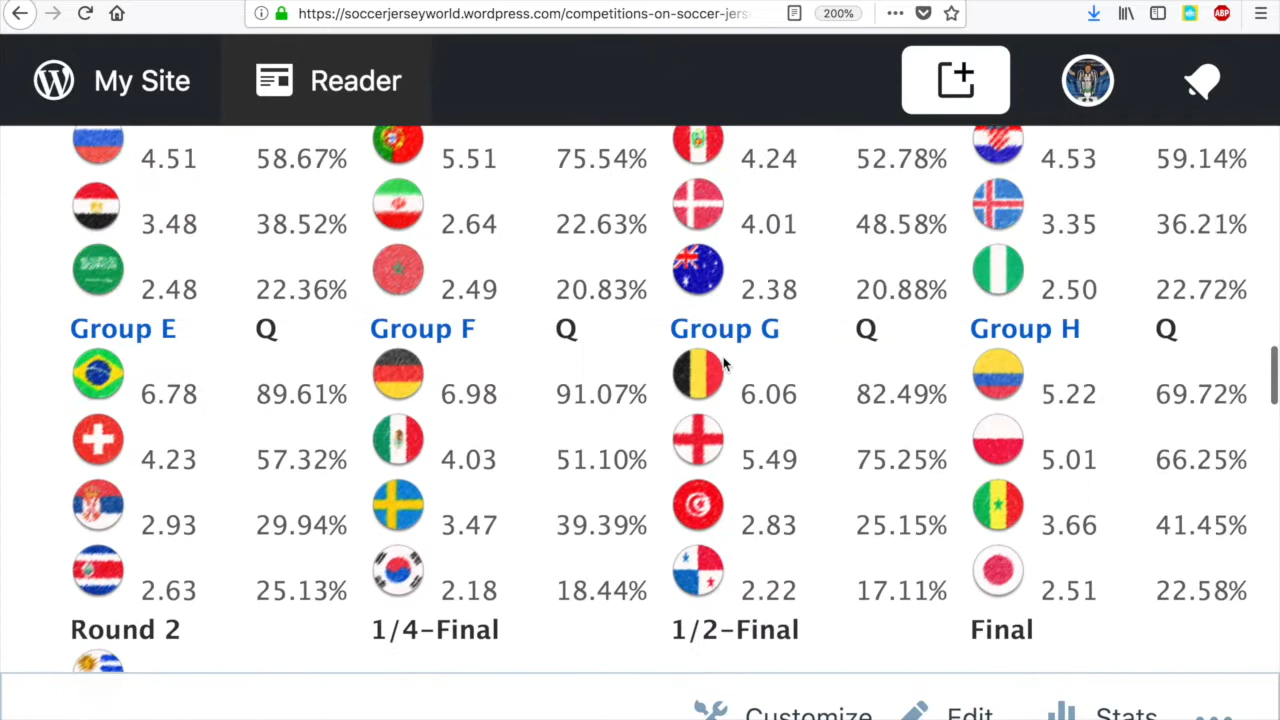 https://soccerjerseyworld.wordpress.com/competitions-on-soccer-jers
200%
ABP
My Site
Reader
4.51 58.67% 5.51 75.54% 4.24 52.78% 4.53 59.14%
3.48 38.52% 2.64 22.63% 4.01 48.58% 3.35 36.21%
2.48 22.36% 2.49 20.83% 2.38 20.88% 2.50 22.72%
Group E Q Group F Q Group G Q Group H Q
6.78 89.61% 6.98 91.07% 6.06 82.49% 5.22 69.72%
4.23 57.32% 4.03 51.10% 5.49 75.25% 5.01 66.25%
2.93 29.94% 3.47 39.39% 2.83 25.15% 3.66 41.45%
2.63 25.13% 2.18 18.44% 2.22 17.11% 2.51 22.58%
Round 2 1/4-Final 1/2-Final Final
Customize Edit Stats